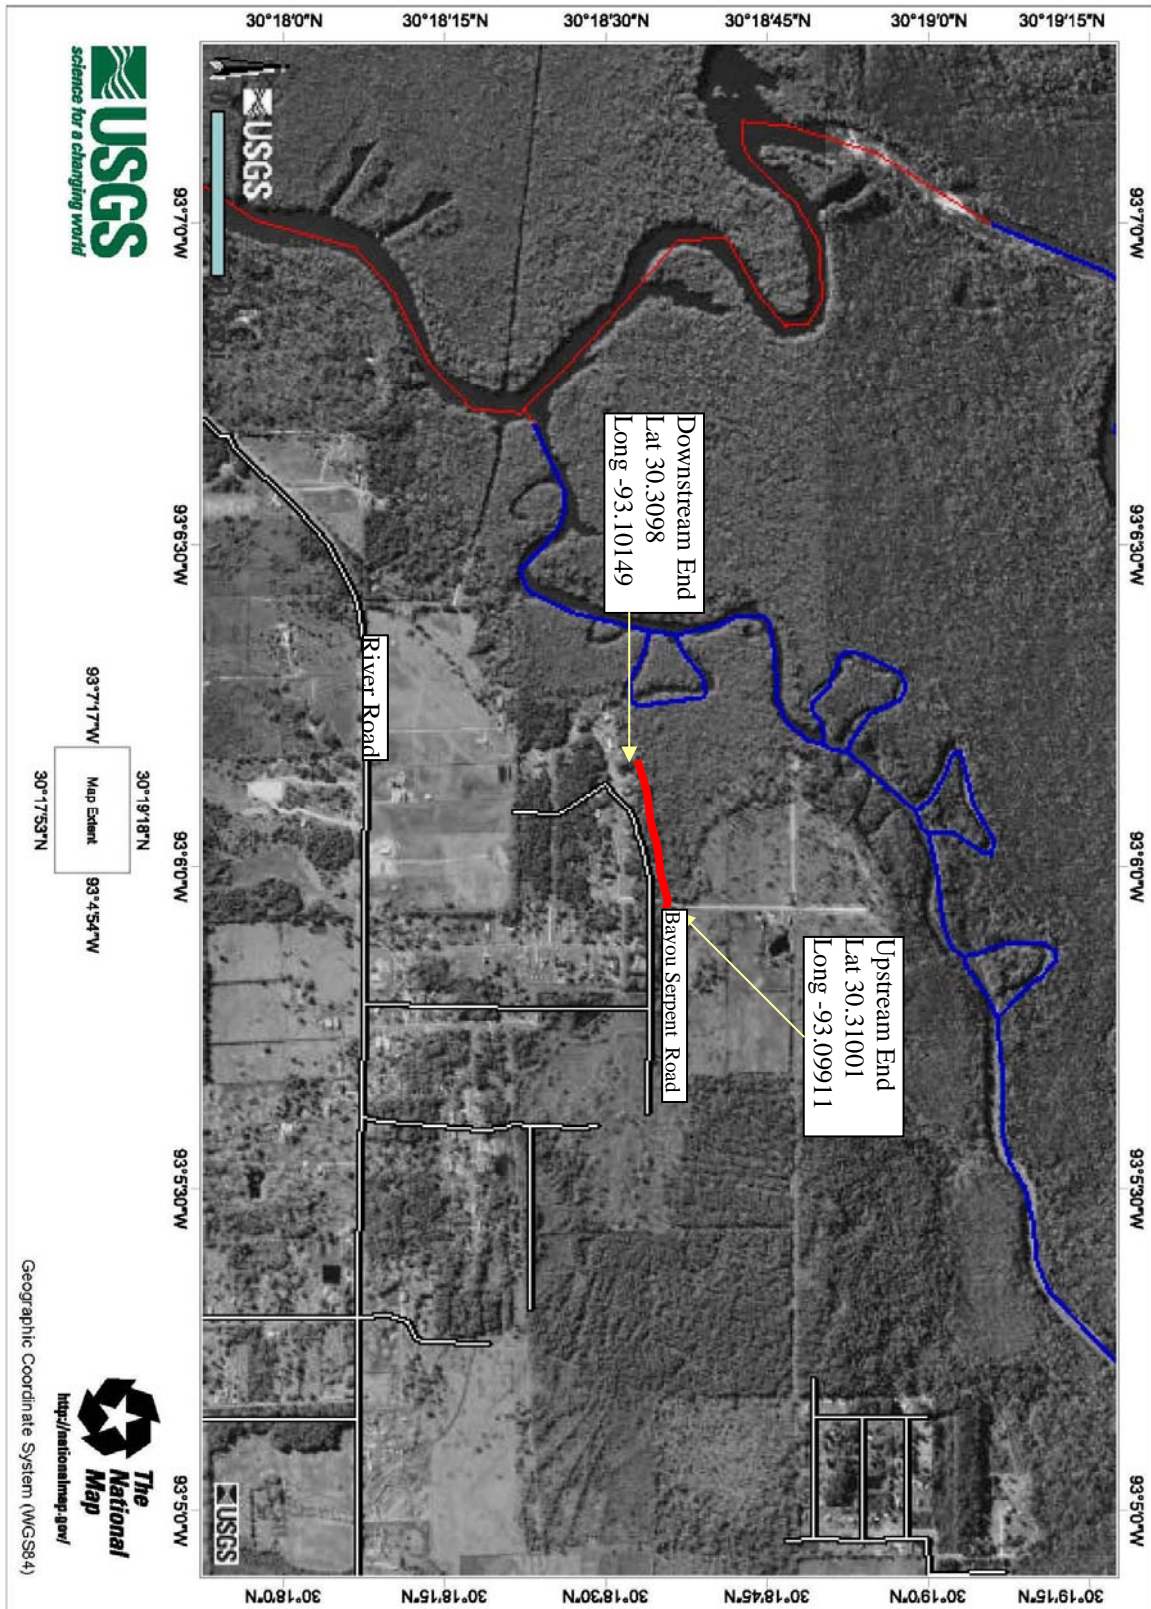 93°7'0"W
93°6'30"W
93°6'0"W
93°5'30"W
93°5'0"W
30°19'15"N
30°19'0"N
30°18'45"N
30°18'30"N
30°18'15"N
30°18'0"N
30°19'15"N
30°19'0"N
30°18'45"N
30°18'30"N
30°18'15"N
30°18'0"N
Upstream End
Lat 30.31001
Long -93.09911
Downstream End
Lat 30.3098
Long -93.10149
Bayou Serpent Road
River Road
USGS
USGS
93°7'0"W
93°6'30"W
93°6'0"W
93°5'30"W
93°5'0"W
USGS
science for a changing world
30°19'18"N
93°7'17"W
Map Extent
93°4'54"W
30°17'53"N
The
National
Map
http://nationalmap.gov/
Geographic Coordinate System (WGS84)